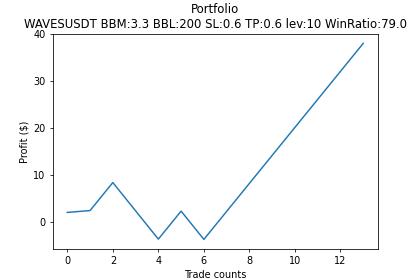 Portfolio
WAVESUSDT BBM:3.3 BBL:200 SL:0.6 TP:0.6 lev:10 WinRatio:79.0
40
30
20
10
0
Profit ($)
0 2 4 6 8 10 12
Trade counts